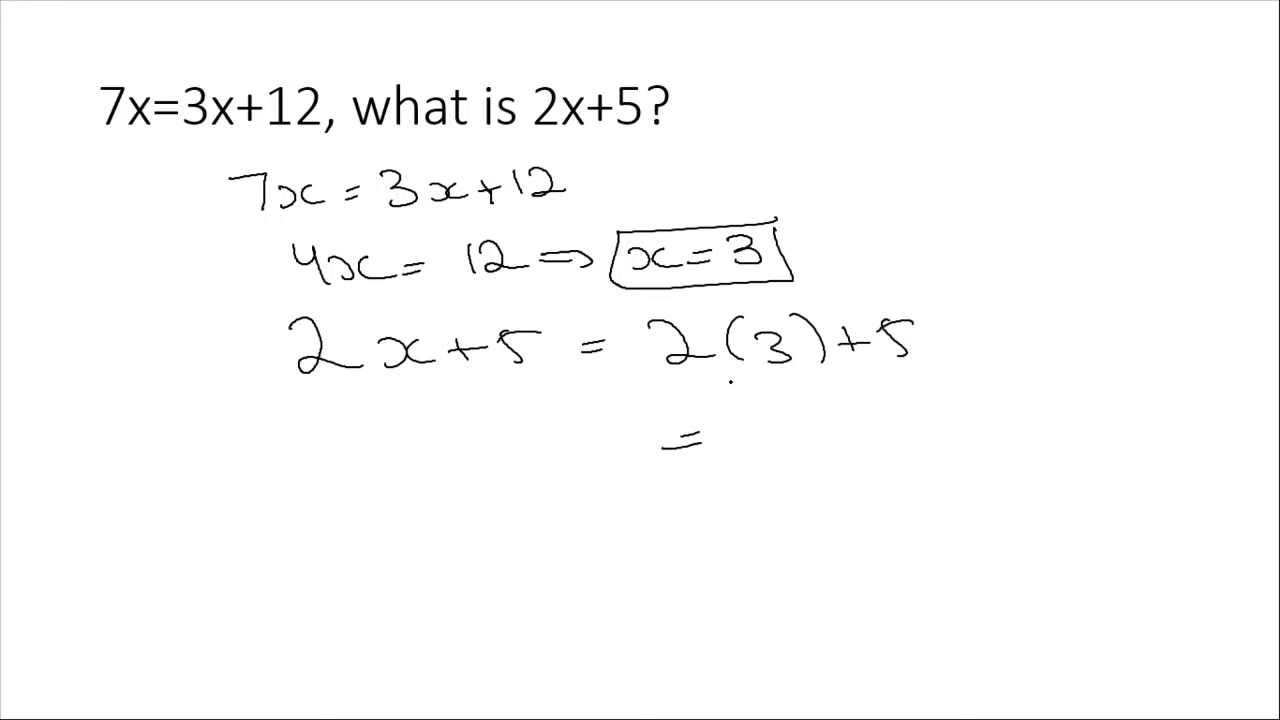 7x=3x+12, what is 2x+5?
7x = 3x+12
4x = 12 ⇒ x = 3
2x+5 = 2(3)+5
=